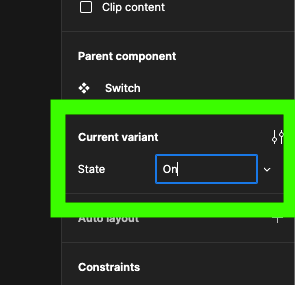 Clip content
Parent component
Switch
Current variant
State
On
Auto layout
Constraints